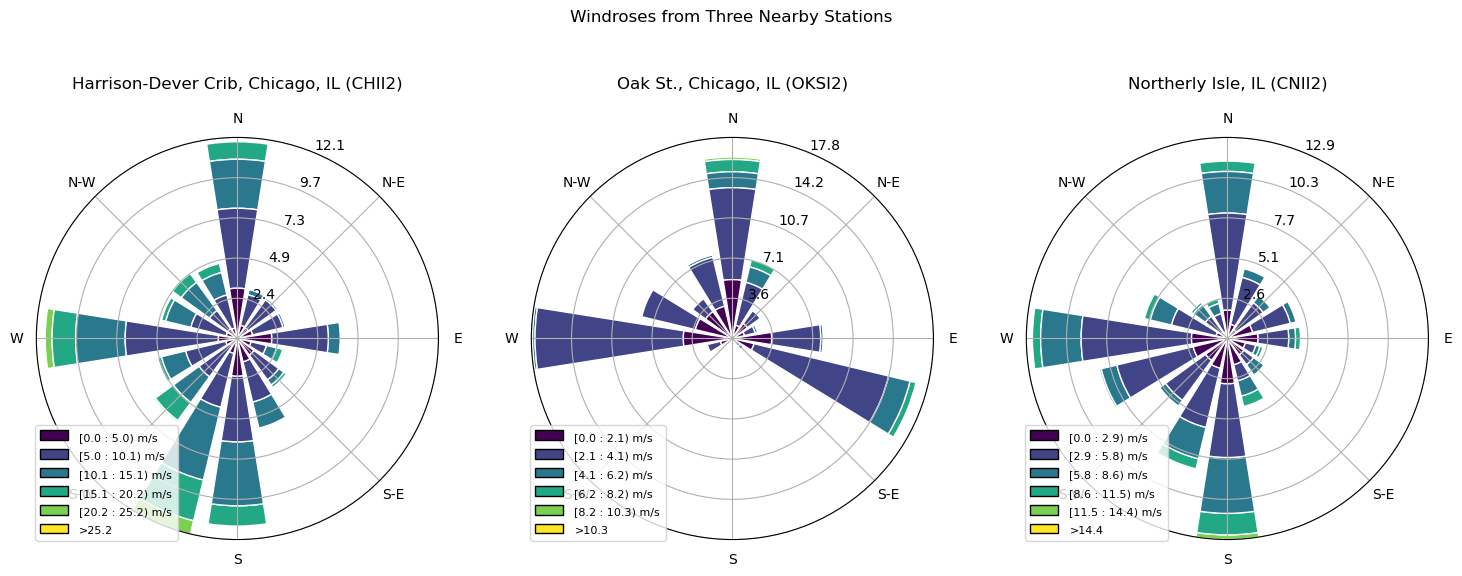 Windroses from Three Nearby Stations
Harrison-Dever Crib, Chicago, IL (CHII2)
N
N-W
N-E
W
E
S-E
S
12.1
9.7
7.3
4.9
2.4
[0.0 : 5.0) m/s
[5.0 : 10.1) m/s
[10.1 : 15.1) m/s
[15.1 : 20.2) m/s
[20.2 : 25.2) m/s
>25.2
Oak St., Chicago, IL (OKSI2)
N
N-W
N-E
W
E
S-E
S
17.8
14.2
10.7
7.1
3.6
[0.0 : 2.1) m/s
[2.1 : 4.1) m/s
[4.1 : 6.2) m/s
[6.2 : 8.2) m/s
[8.2 : 10.3) m/s
>10.3
Northerly Isle, IL (CNII2)
N
N-W
N-E
W
E
S-E
S
12.9
10.3
7.7
5.1
2.6
[0.0 : 2.9) m/s
[2.9 : 5.8) m/s
[5.8 : 8.6) m/s
[8.6 : 11.5) m/s
[11.5 : 14.4) m/s
>14.4